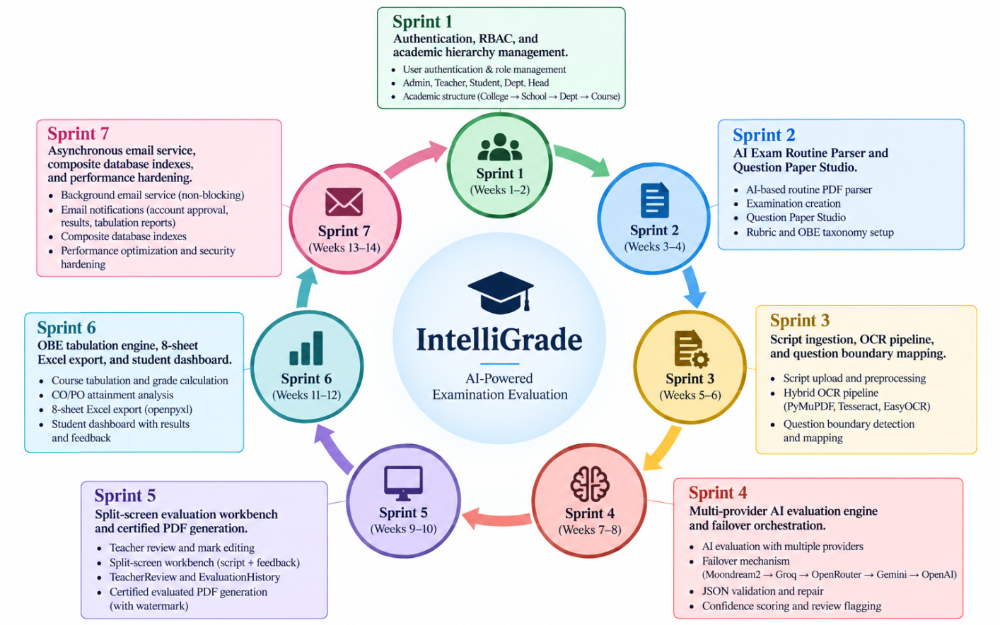 Sprint 1
Authentication, RBAC, and
academic hierarchy management.
• User authentication & role management
• Admin, Teacher, Student, Dept, Head
• Academic structure (College → School → Dept → Course)
Sprint 1
(Weeks 1–2)
Sprint 2
AI Exam Routine Parser and
Question Paper Studio.
• AI-based routine PDF parser
• Examination creation
• Question Paper Studio
• Rubric and OBE taxonomy setup
Sprint 2
(Weeks 3–4)
Sprint 3
Script ingestion, OCR pipeline,
and question boundary mapping.
• Script upload and preprocessing
• Hybrid OCR pipeline
(PyMuPDF, Tesseract, EasyOCR)
• Question boundary detection
and mapping
Sprint 3
(Weeks 5–6)
Sprint 4
Multi-provider AI evaluation engine
and failover orchestration.
• AI evaluation with multiple providers
• Failover mechanism
(Moondream2 → Groq → OpenRouter → Gemini → OpenAI)
• JSON validation and repair
• Confidence scoring and review flagging
Sprint 4
(Weeks 7–8)
Sprint 5
Split-screen evaluation workbench
and certified PDF generation.
• Teacher review and mark editing
• Split-screen workbench (script + feedback)
• TeacherReview and EvaluationHistory
• Certified evaluated PDF generation
(with watermark)
Sprint 5
(Weeks 9–10)
Sprint 6
OBE tabulation engine, 8-sheet
Excel export, and student dashboard.
• Course tabulation and grade calculation
• CO/PO attainment analysis
• 8-sheet Excel export (openpyxl)
• Student dashboard with results
and feedback
Sprint 6
(Weeks 11–12)
Sprint 7
Asynchronous email service,
composite database indexes,
and performance hardening.
• Background email service (non-blocking)
• Email notifications (account approval,
results, tabulation reports)
• Composite database indexes
• Performance optimization and security
hardening
Sprint 7
(Weeks 13–14)
IntelliGrade
AI-Powered
Examination Evaluation